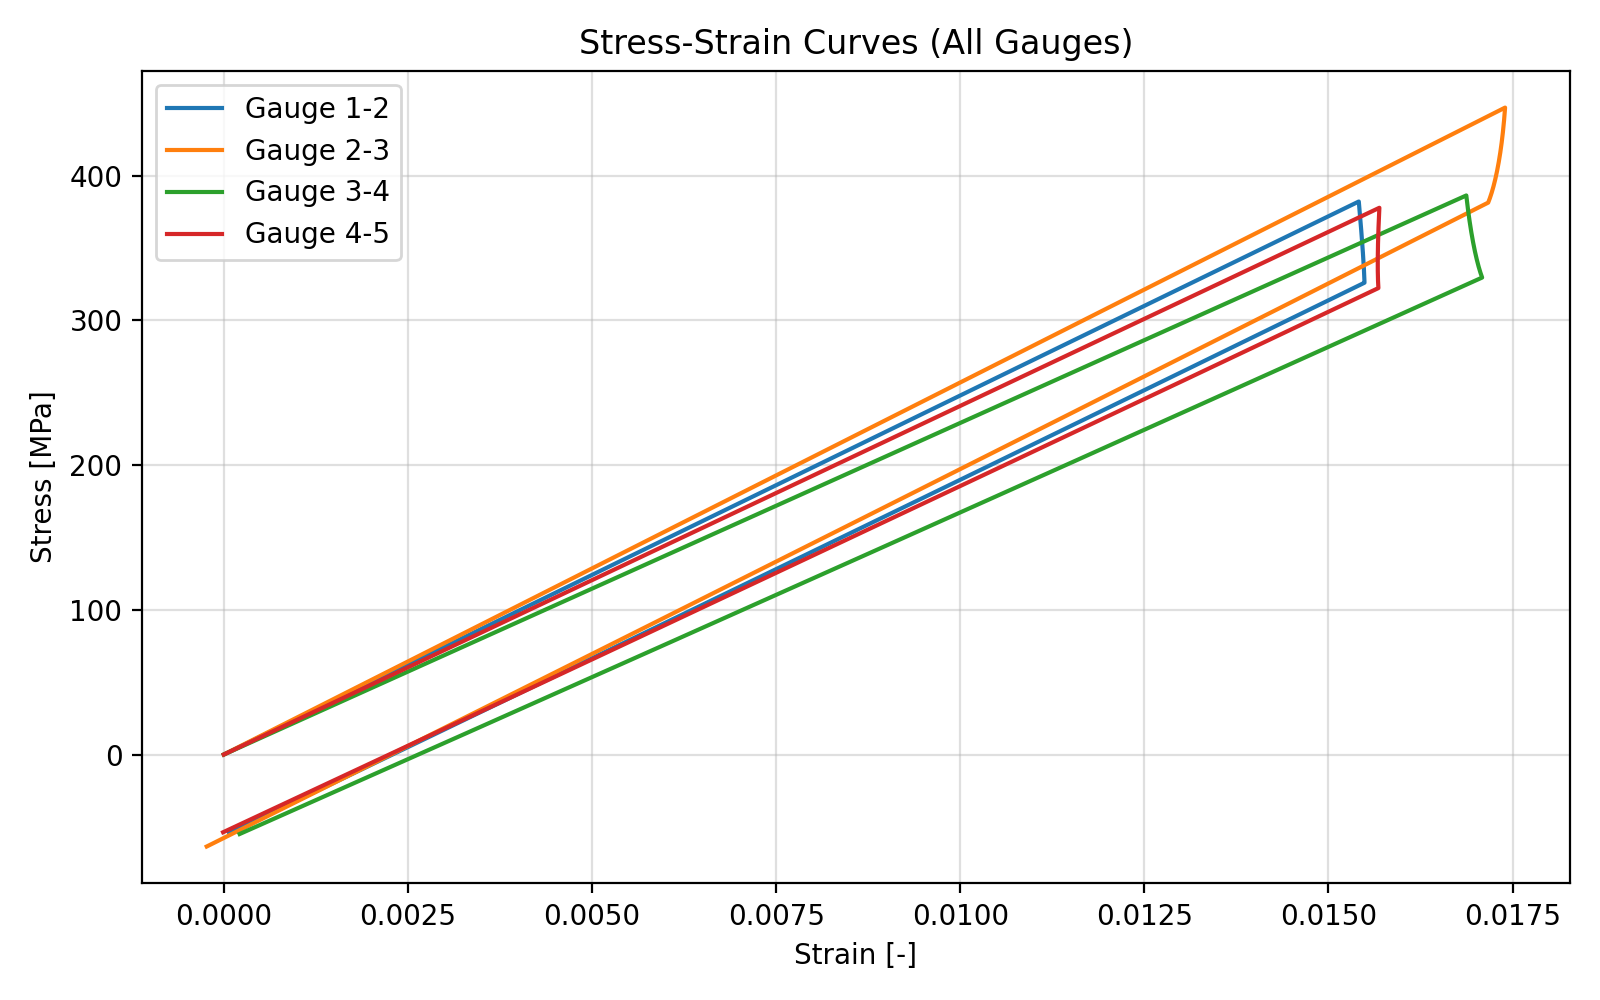 Stress-Strain Curves (All Gauges)
Gauge 1-2
Gauge 2-3
Gauge 3-4
Gauge 4-5
Stress [MPa]
400
300
200
100
0
0.0000 0.0025 0.0050 0.0075 0.0100 0.0125 0.0150 0.0175
Strain [-]